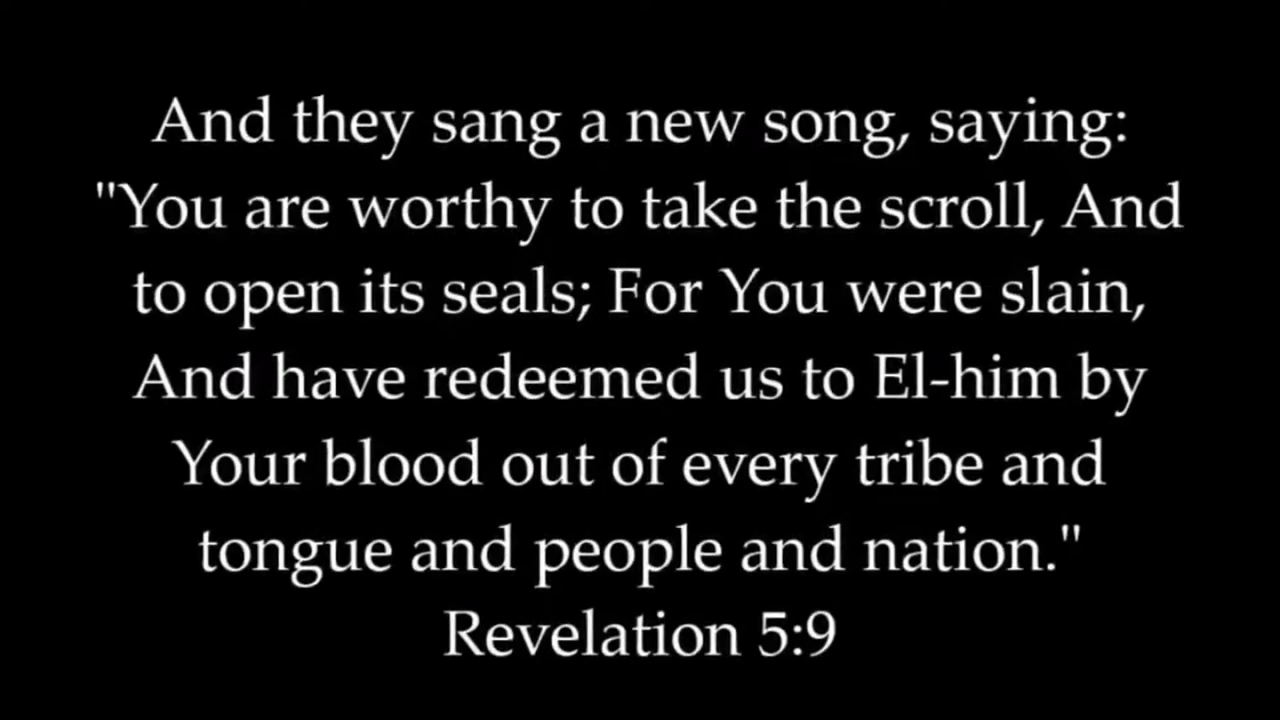 And they sang a new song, saying:
"You are worthy to take the scroll, And
to open its seals; For You were slain,
And have redeemed us to El-him by
Your blood out of every tribe and
tongue and people and nation."
Revelation 5:9